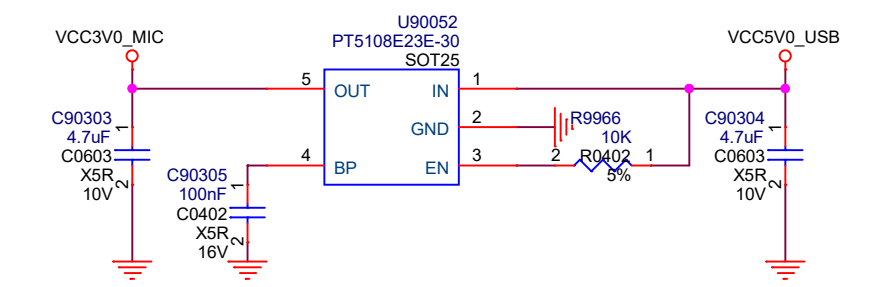 U90052
VCC3V0_MIC
PT5108E23E-30
VCC5V0_USB
SOT25
5
OUT
IN
1
C90303
1
4.7uF
C0603
X5R
2
10V
GND
2
R9966
10K
C90304
1
4.7uF
C0603
X5R
2
10V
4
BP
EN
3
2
R0402
1
5%
C90305
1
100nF
C0402
X5R
2
16V